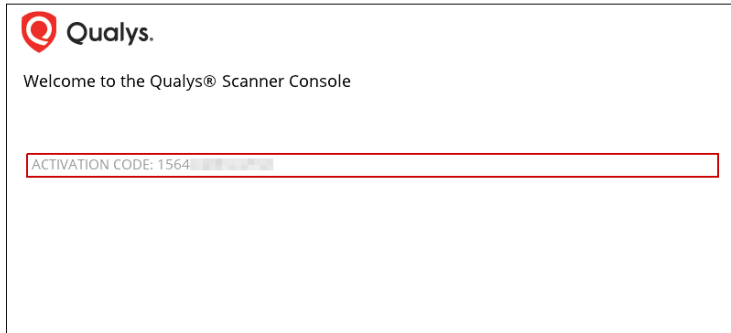 Qualys.
Welcome to the Qualys® Scanner Console
ACTIVATION CODE: 1564